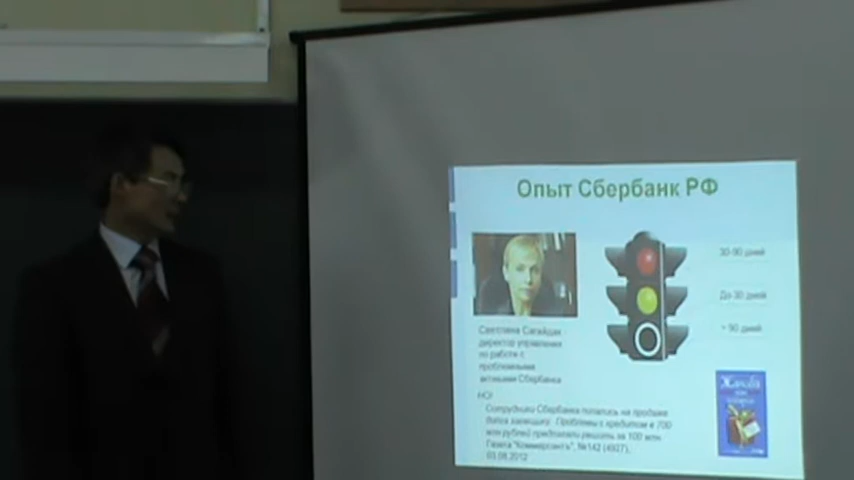 Опыт Сбербанк РФ
30-90 дней
До 30 дней
> 90 дней
Светлана Сагайдак
директор управления
по работе с
проблемными
активами Сбербанка
НО!
Сотрудники Сбербанка попались на продаже
долга заемщику. Проблемы с кредитом в 700
млн рублей предлагали решить за 100 млн.
Газета "Коммерсантъ", №142 (4927),
03.08.2012
Жалоба